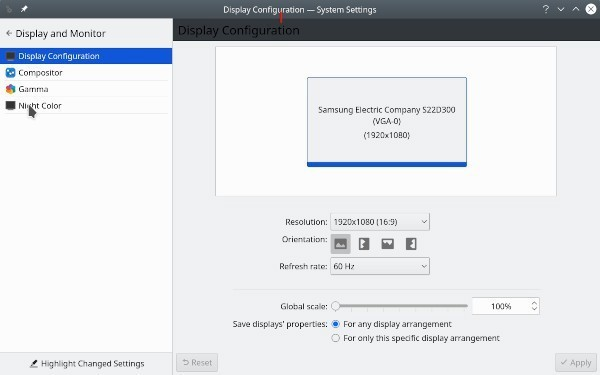 Display Configuration — System Settings
Display and Monitor
Display Configuration
Display Configuration
Compositor
Gamma
Night Color
Samsung Electric Company S22D300
(VGA-0)
(1920x1080)
Resolution: 1920x1080 (16:9)
Orientation:
Refresh rate: 60 Hz
Global scale: 100%
Save displays' properties: For any display arrangement
For only this specific display arrangement
Highlight Changed Settings
Reset
Apply